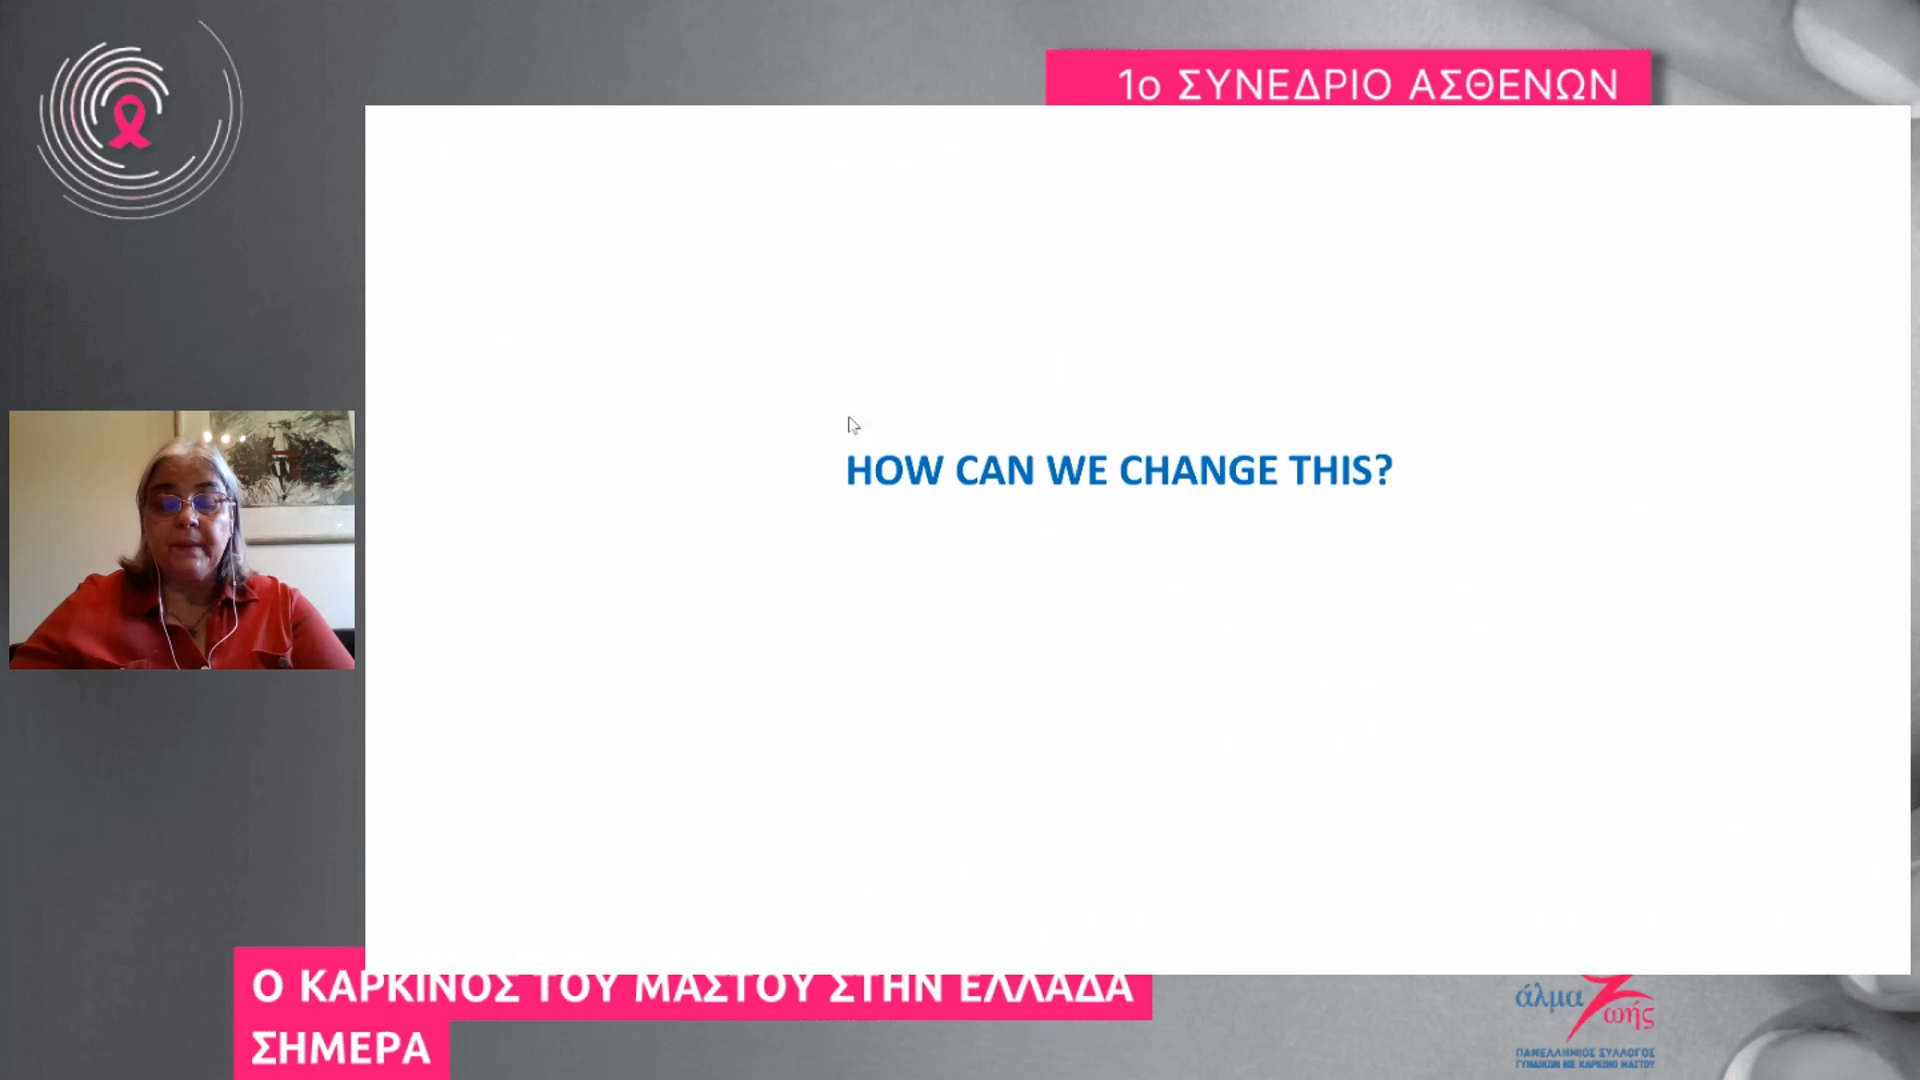 1ο ΣΥΝΕΔΡΙΟ ΑΣΘΕΝΩΝ
HOW CAN WE CHANGE THIS?
Ο ΚΑΡΚΙΝΟΣ ΤΟΥ ΜΑΣΤΟΥ ΣΤΗΝ ΕΛΛΑΔΑ
ΣΗΜΕΡΑ
άλμα
Ζωής
ΠΑΝΕΛΛΗΝΙΟΣ ΣΥΛΛΟΓΟΣ
ΓΥΝΑΙΚΩΝ ΜΕ ΚΑΡΚΙΝΟ ΜΑΣΤΟΥ